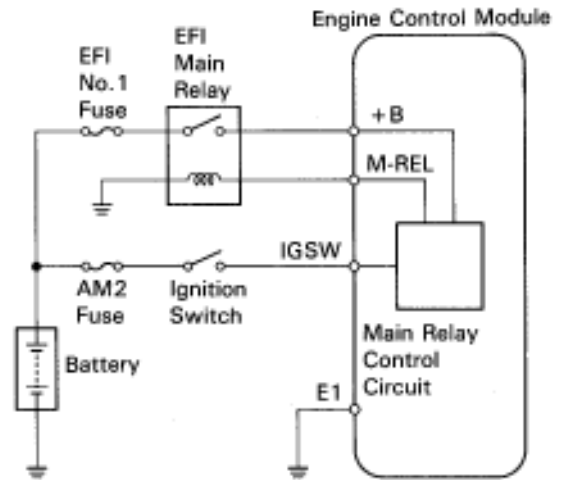 Engine Control Module
EFI
Main
Relay
EFI
No.1
Fuse
+B
M-REL
IGSW
AM2
Fuse
Ignition
Switch
Main Relay
Control
Circuit
Battery
E1